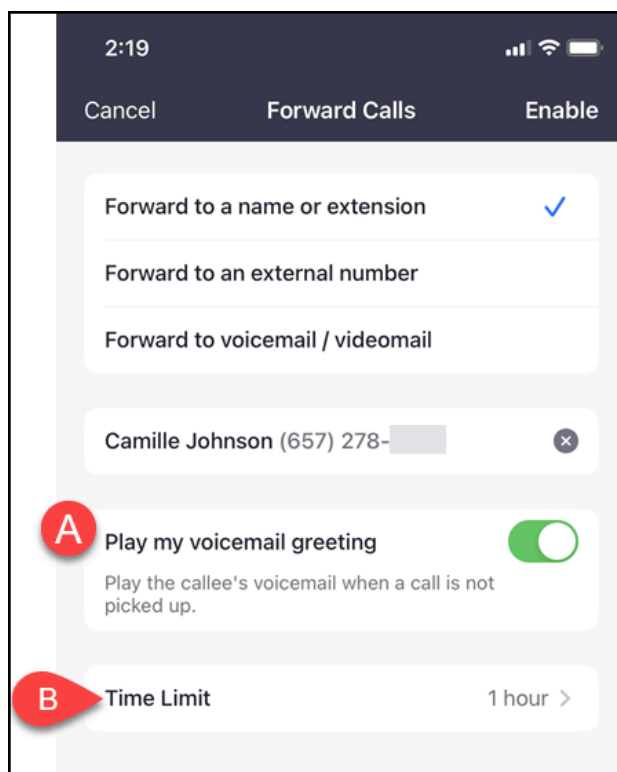 2:19
Cancel Forward Calls Enable
Forward to a name or extension
Forward to an external number
Forward to voicemail / videomail
Camille Johnson (657) 278-
A
Play my voicemail greeting
Play the callee's voicemail when a call is not
picked up.
B
Time Limit 1 hour